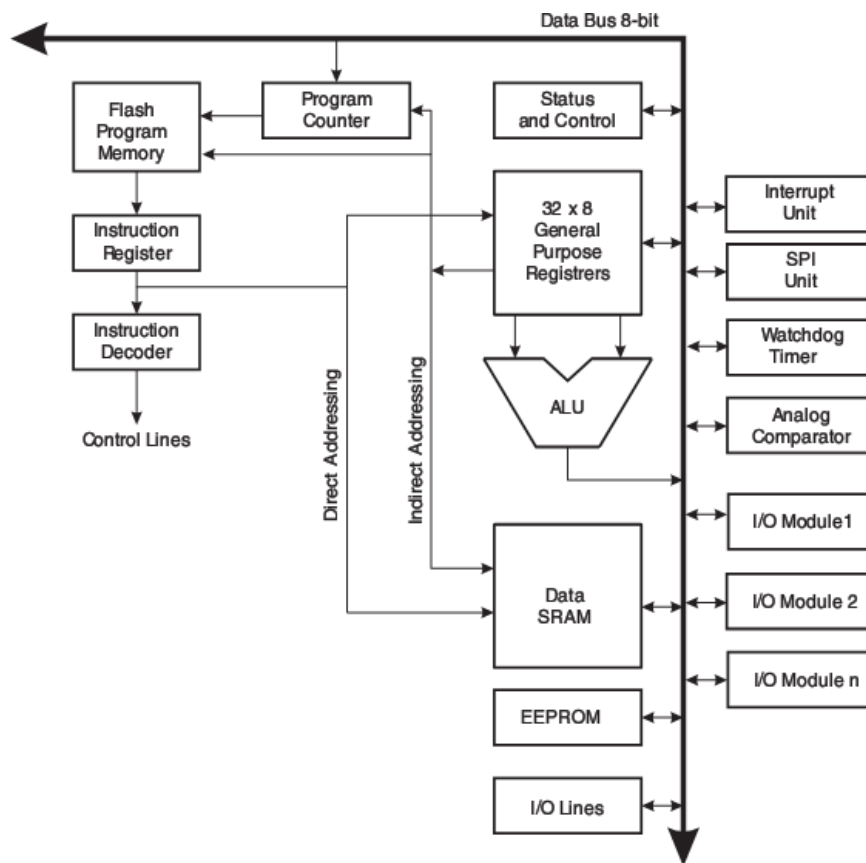 Data Bus 8-bit
Flash
Program
Memory
Program
Counter
Status
and Control
32 x 8
General
Purpose
Registrers
Interrupt
Unit
Instruction
Register
SPI
Unit
Instruction
Decoder
Watchdog
Timer
ALU
Analog
Comparator
Control Lines
Direct Addressing
Indirect Addressing
I/O Module1
Data
SRAM
I/O Module 2
I/O Module n
EEPROM
I/O Lines